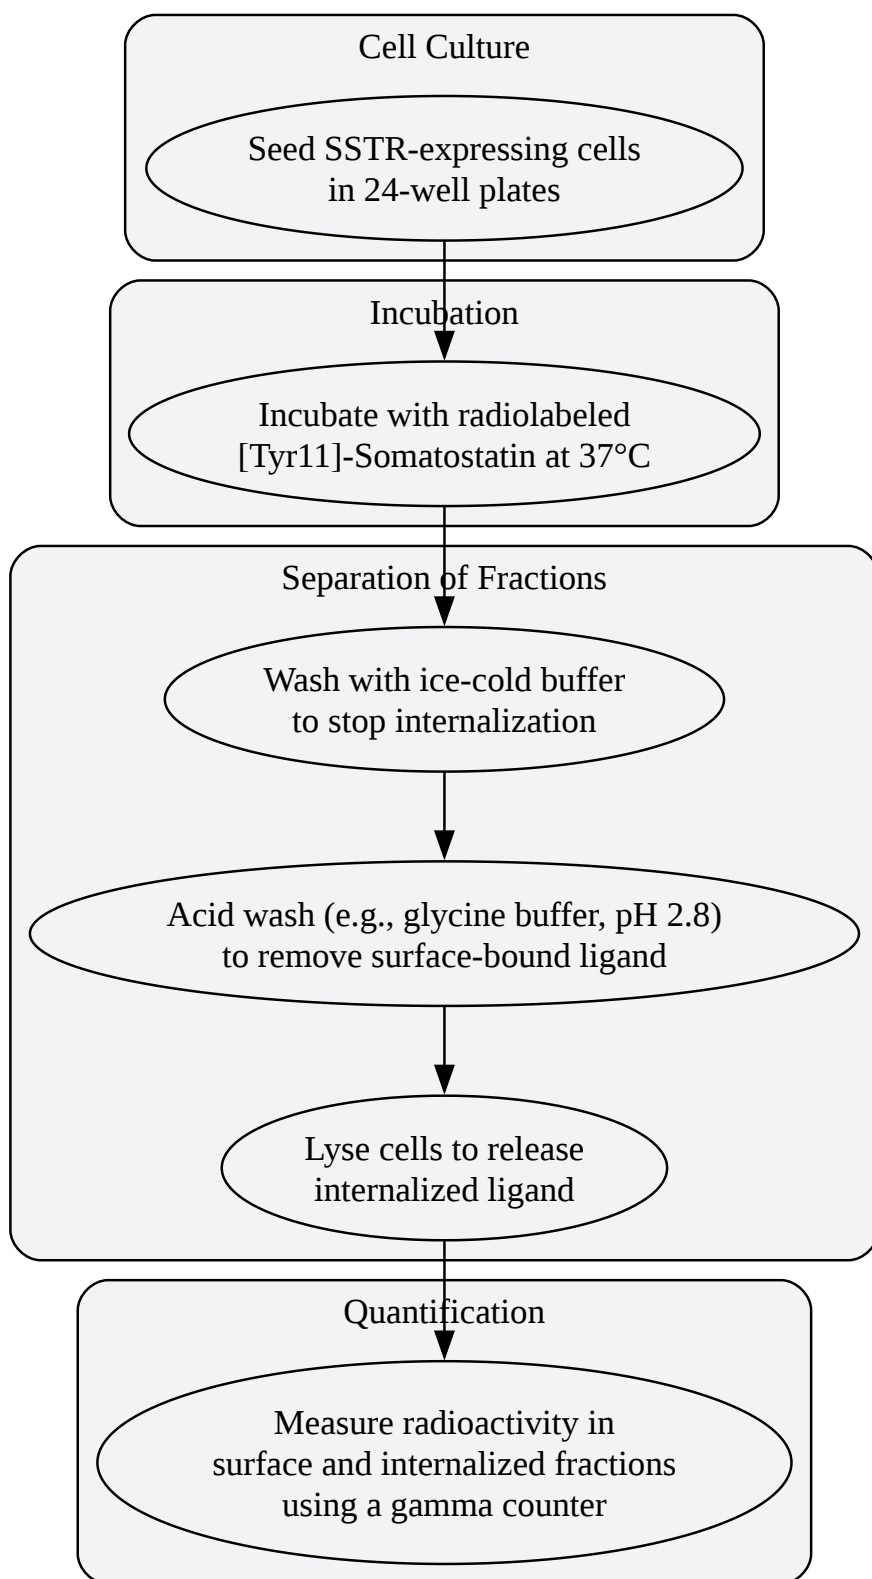 Cell Culture
Seed SSTR-expressing cells
in 24-well plates
Incubation
Incubate with radiolabeled
[Tyr11]-Somatostatin at 37°C
Separation of Fractions
Wash with ice-cold buffer
to stop internalization
Acid wash (e.g., glycine buffer, pH 2.8)
to remove surface-bound ligand
Lyse cells to release
internalized ligand
Quantification
Measure radioactivity in
surface and internalized fractions
using a gamma counter